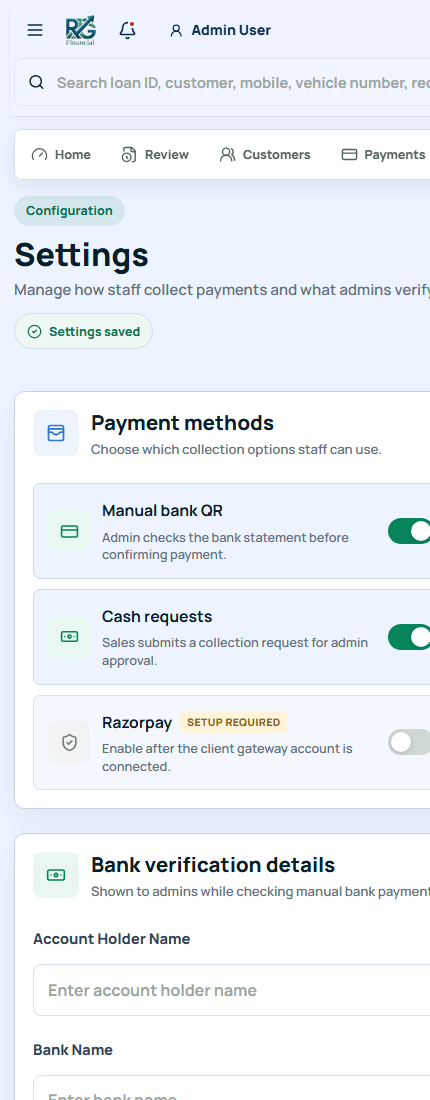 RG
Financial
Admin User
Search loan ID, customer, mobile, vehicle number, rec
Home
Review
Customers
Payments
Configuration
Settings
Manage how staff collect payments and what admins verify
Settings saved
Payment methods
Choose which collection options staff can use.
Manual bank QR
Admin checks the bank statement before
confirming payment.
Cash requests
Sales submits a collection request for admin
approval.
Razorpay SETUP REQUIRED
Enable after the client gateway account is
connected.
Bank verification details
Shown to admins while checking manual bank payment
Account Holder Name
Enter account holder name
Bank Name
Enter bank name